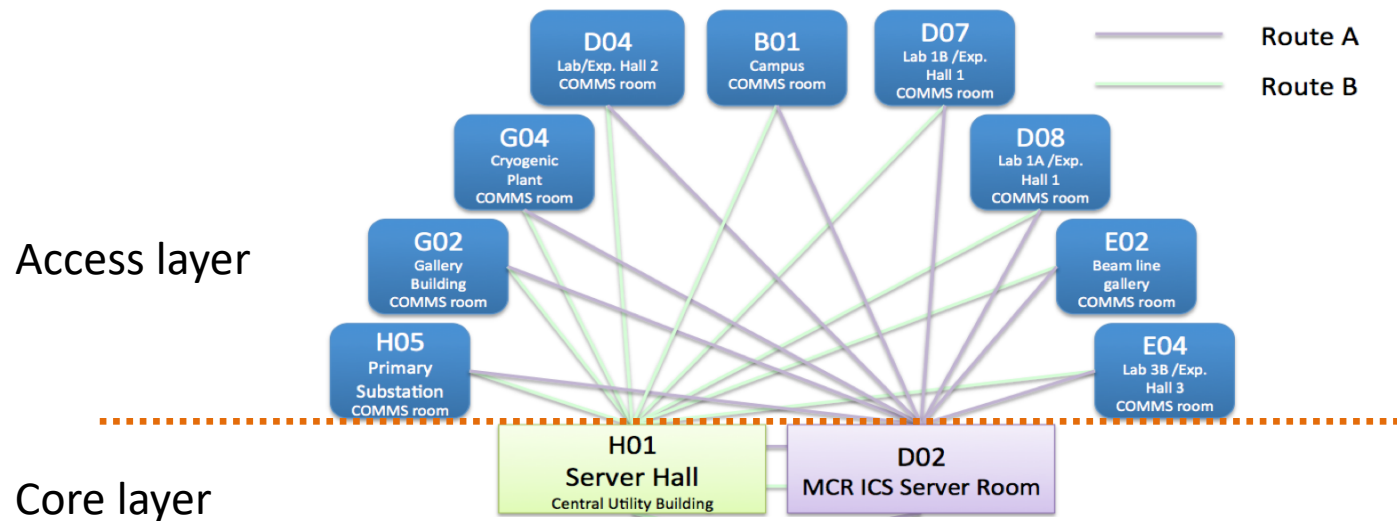 D04
Lab/Exp. Hall 2
COMMS room
B01
Campus
COMMS room
D07
Lab 1B /Exp.
Hall 1
COMMS room
Route A
Route B
G04
Cryogenic
Plant
COMMS room
D08
Lab 1A /Exp.
Hall 1
COMMS room
Access layer
G02
Gallery
Building
COMMS room
E02
Beam line
gallery
COMMS room
H05
Primary
Substation
COMMS room
E04
Lab 3B /Exp.
Hall 3
COMMS room
H01
Server Hall
Central Utility Building
D02
MCR ICS Server Room
Core layer